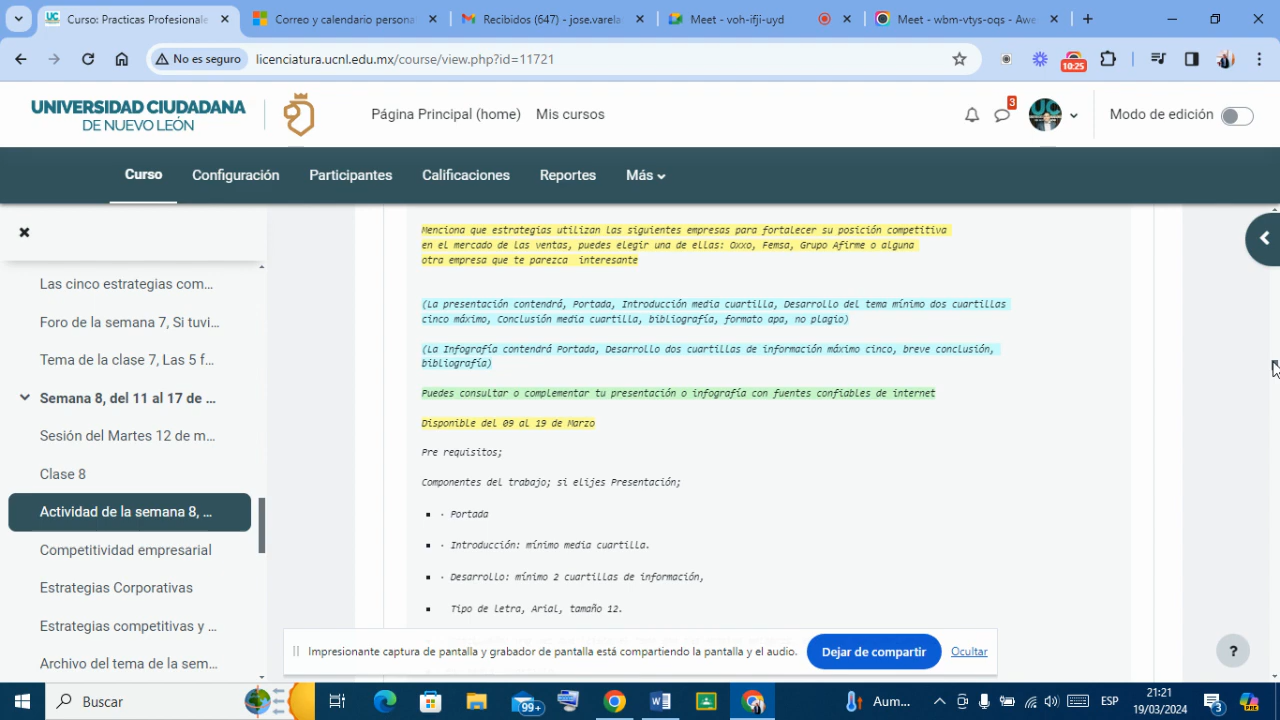 Curso: Practicas Profesionale
Correo y calendario persona
Recibidos (647) - jose.varela
Meet - voh-ifji-uyd
Meet - wbm-vtys-oqs - Awe
No es seguro
licenciatura.ucnl.edu.mx/course/view.php?id=11721
10:25
UNIVERSIDAD CIUDADANA
DE NUEVO LEÓN
Página Principal (home)
Mis cursos
3
Modo de edición
Curso
Configuración
Participantes
Calificaciones
Reportes
Más
Las cinco estrategias com...
Foro de la semana 7, Si tuvi...
Tema de la clase 7, Las 5 f...
Semana 8, del 11 al 17 de ...
Sesión del Martes 12 de m...
Clase 8
Actividad de la semana 8, ...
Competitividad empresarial
Estrategias Corporativas
Estrategias competitivas y ...
Archivo del tema de la sem...
Menciona que estrategias utilizan las siguientes empresas para fortalecer su posición competitiva
en el mercado de las ventas, puedes elegir una de ellas: Oxxo, Femsa, Grupo Afirme o alguna
otra empresa que te parezca interesante
(La presentación contendrá, Portada, Introducción media cuartilla, Desarrollo del tema mínimo dos cuartillas
cinco máximo, Conclusión media cuartilla, bibliografía, formato apa, no plagio)
(La Infografía contendrá Portada, Desarrollo dos cuartillas de información máximo cinco, breve conclusión,
bibliografía)
Puedes consultar o complementar tu presentación o infografía con fuentes confiables de internet
Disponible del 09 al 19 de Marzo
Pre requisitos;
Componentes del trabajo; si elijes Presentación;
· Portada
· Introducción: mínimo media cuartilla.
· Desarrollo: mínimo 2 cuartillas de información,
Tipo de letra, Arial, tamaño 12.
Impresionante captura de pantalla y grabador de pantalla está compartiendo la pantalla y el audio.
Dejar de compartir
Ocultar
?
Buscar
99+
Aum...
ESP
21:21
19/03/2024
3
PRE